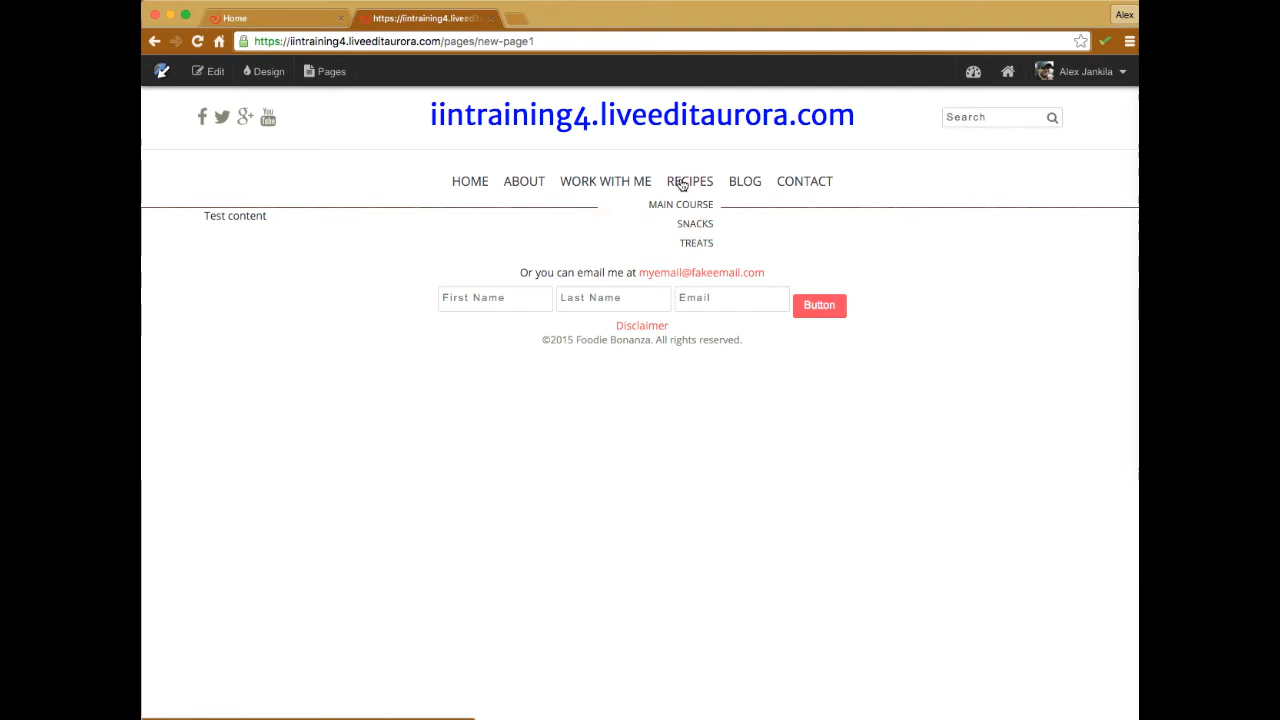 Home
https://iintraining4.liveedit
Alex
https://iintraining4.liveeditaurora.com/pages/new-page1
Edit Design Pages Alex Jankila
iintraining4.liveeditaurora.com
Search
HOME ABOUT WORK WITH ME RECIPES BLOG CONTACT
MAIN COURSE
SNACKS
TREATS
Test content
Or you can email me at myemail@fakeemail.com
First Name Last Name Email Button
Disclaimer
©2015 Foodie Bonanza. All rights reserved.